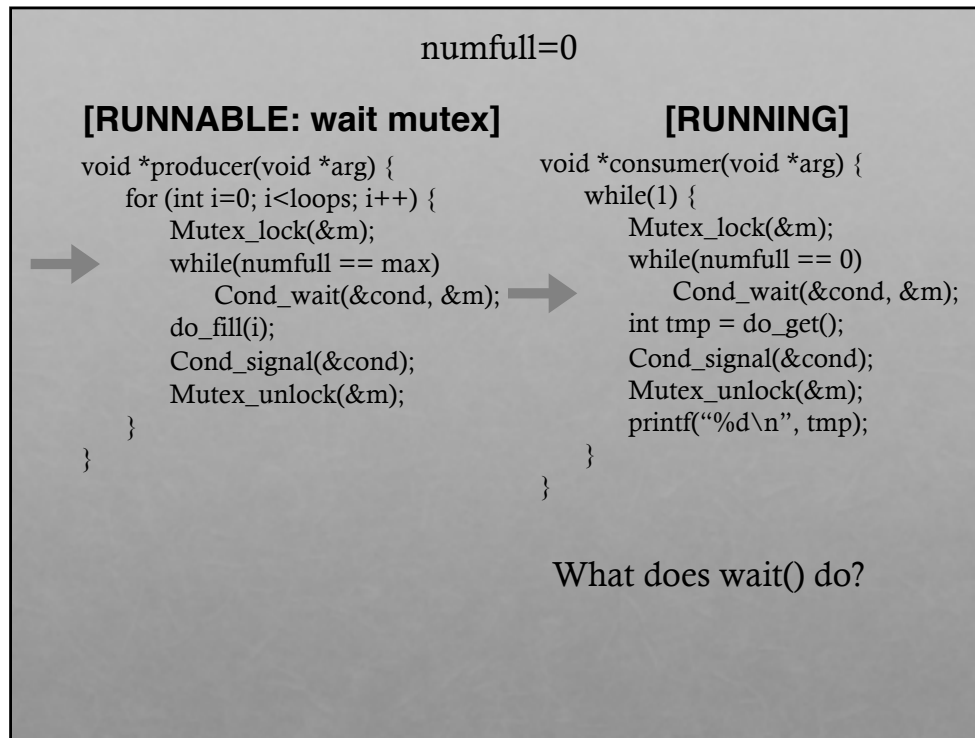 numfull=0
[RUNNABLE: wait mutex]
void *producer(void *arg) {
for (int i=0; i<loops; i++) {
Mutex_lock(&m);
while(numfull == max)
Cond_wait(&cond, &m);
do_fill(i);
Cond_signal(&cond);
Mutex_unlock(&m);
}
}
[RUNNING]
void *consumer(void *arg) {
while(1) {
Mutex_lock(&m);
while(numfull == 0)
Cond_wait(&cond, &m);
int tmp = do_get();
Cond_signal(&cond);
Mutex_unlock(&m);
printf(“%d\n”, tmp);
}
}
What does wait() do?